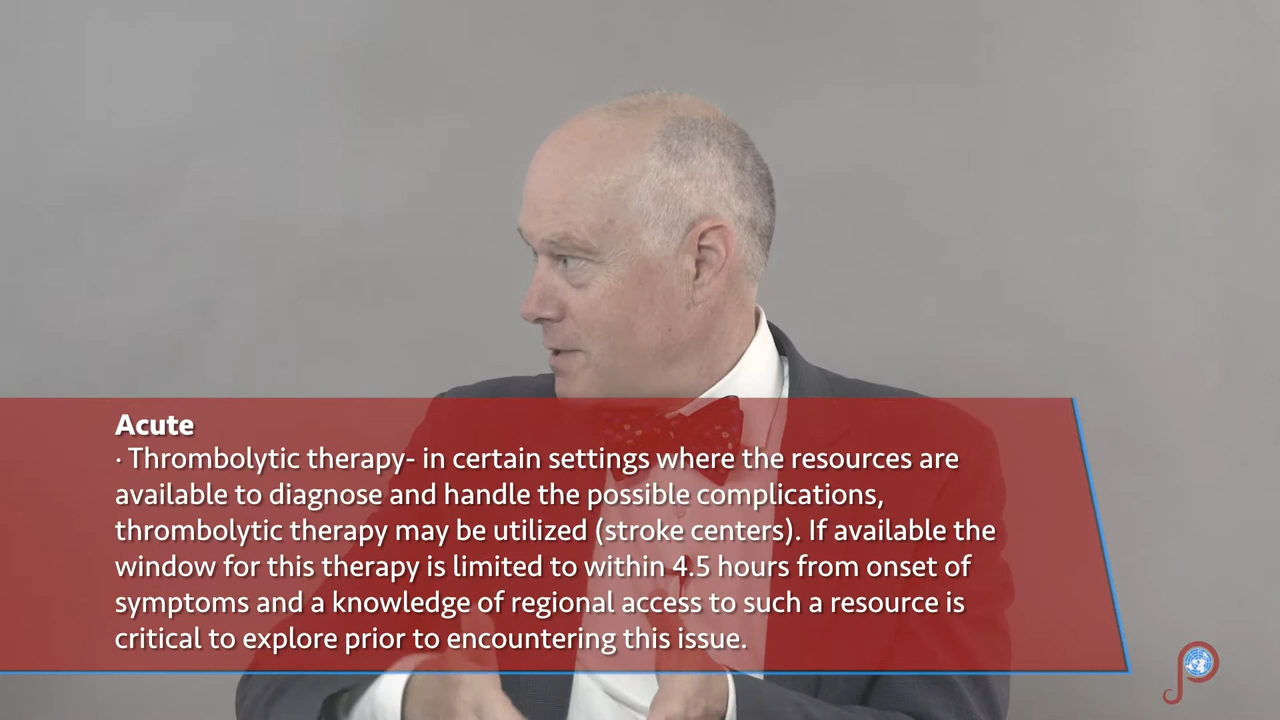 Acute
· Thrombolytic therapy- in certain settings where the resources are
available to diagnose and handle the possible complications,
thrombolytic therapy may be utilized (stroke centers). If available the
window for this therapy is limited to within 4.5 hours from onset of
symptoms and a knowledge of regional access to such a resource is
critical to explore prior to encountering this issue.